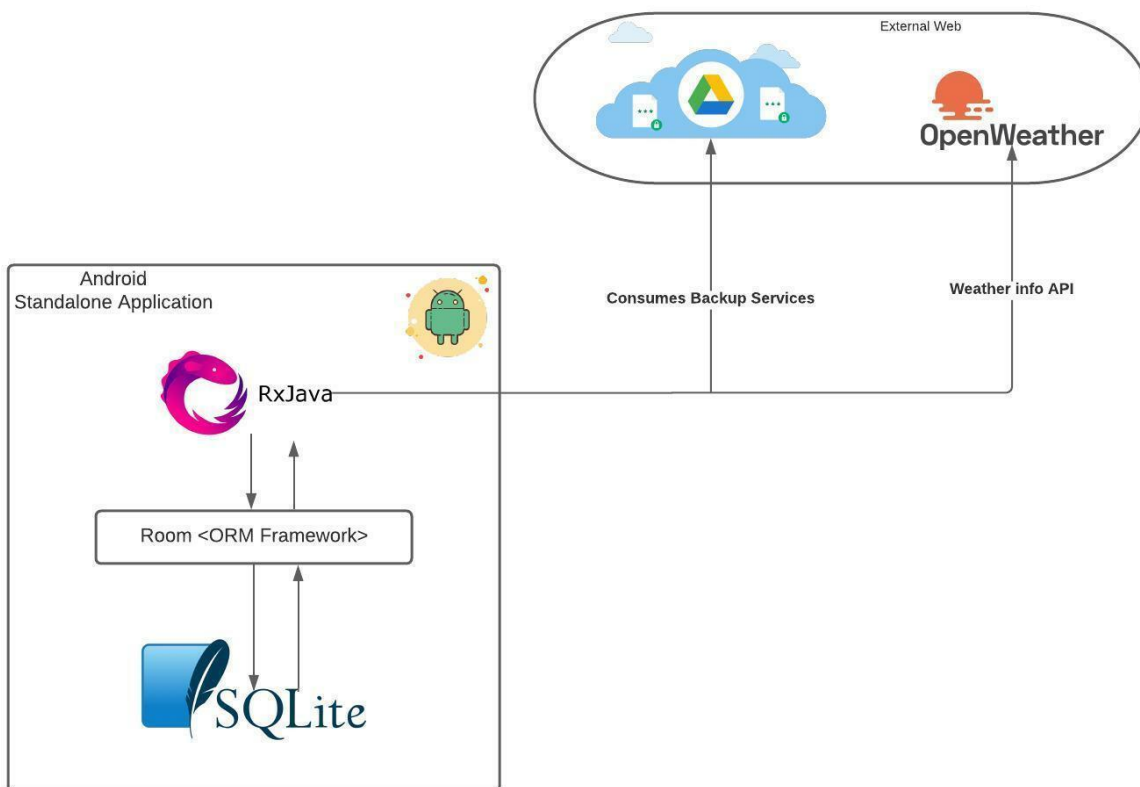 External Web
OpenWeather
Android
Standalone Application
Consumes Backup Services
Weather info API
RxJava
Room <ORM Framework>
SQLite